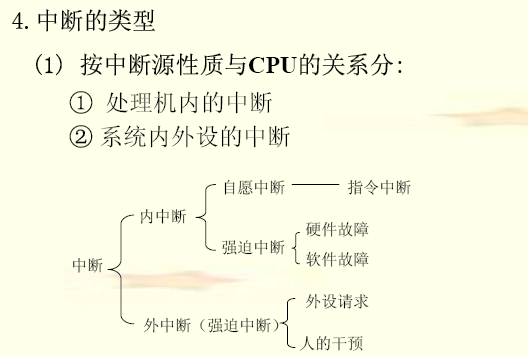 4.中断的类型
(1) 按中断源性质与CPU的关系分:
① 处理机内的中断
② 系统内外设的中断
自愿中断 —— 指令中断
内中断
硬件故障
强迫中断
软件故障
中断
外设请求
外中断（强迫中断）
人的干预